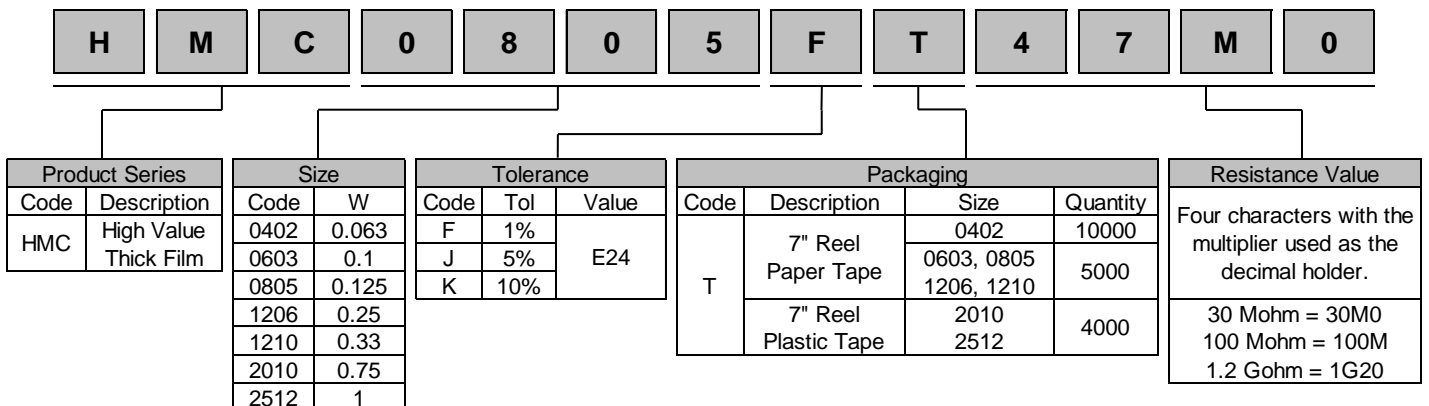 H M C 0 8 0 5 F T 4 7 M 0
Product Series
Code Description
HMC High Value Thick Film
Size
Code W
0402 0.063
0603 0.1
0805 0.125
1206 0.25
1210 0.33
2010 0.75
2512 1
Tolerance
Code Tol Value
F 1%
J 5% E24
K 10%
Packaging
Code Description Size Quantity
T
7" Reel
Paper Tape
0402 10000
0603, 0805
1206, 1210
5000
7" Reel
Plastic Tape
2010
2512
4000
Resistance Value
Four characters with the
multiplier used as the
decimal holder.
30 Mohm = 30M0
100 Mohm = 100M
1.2 Gohm = 1G20